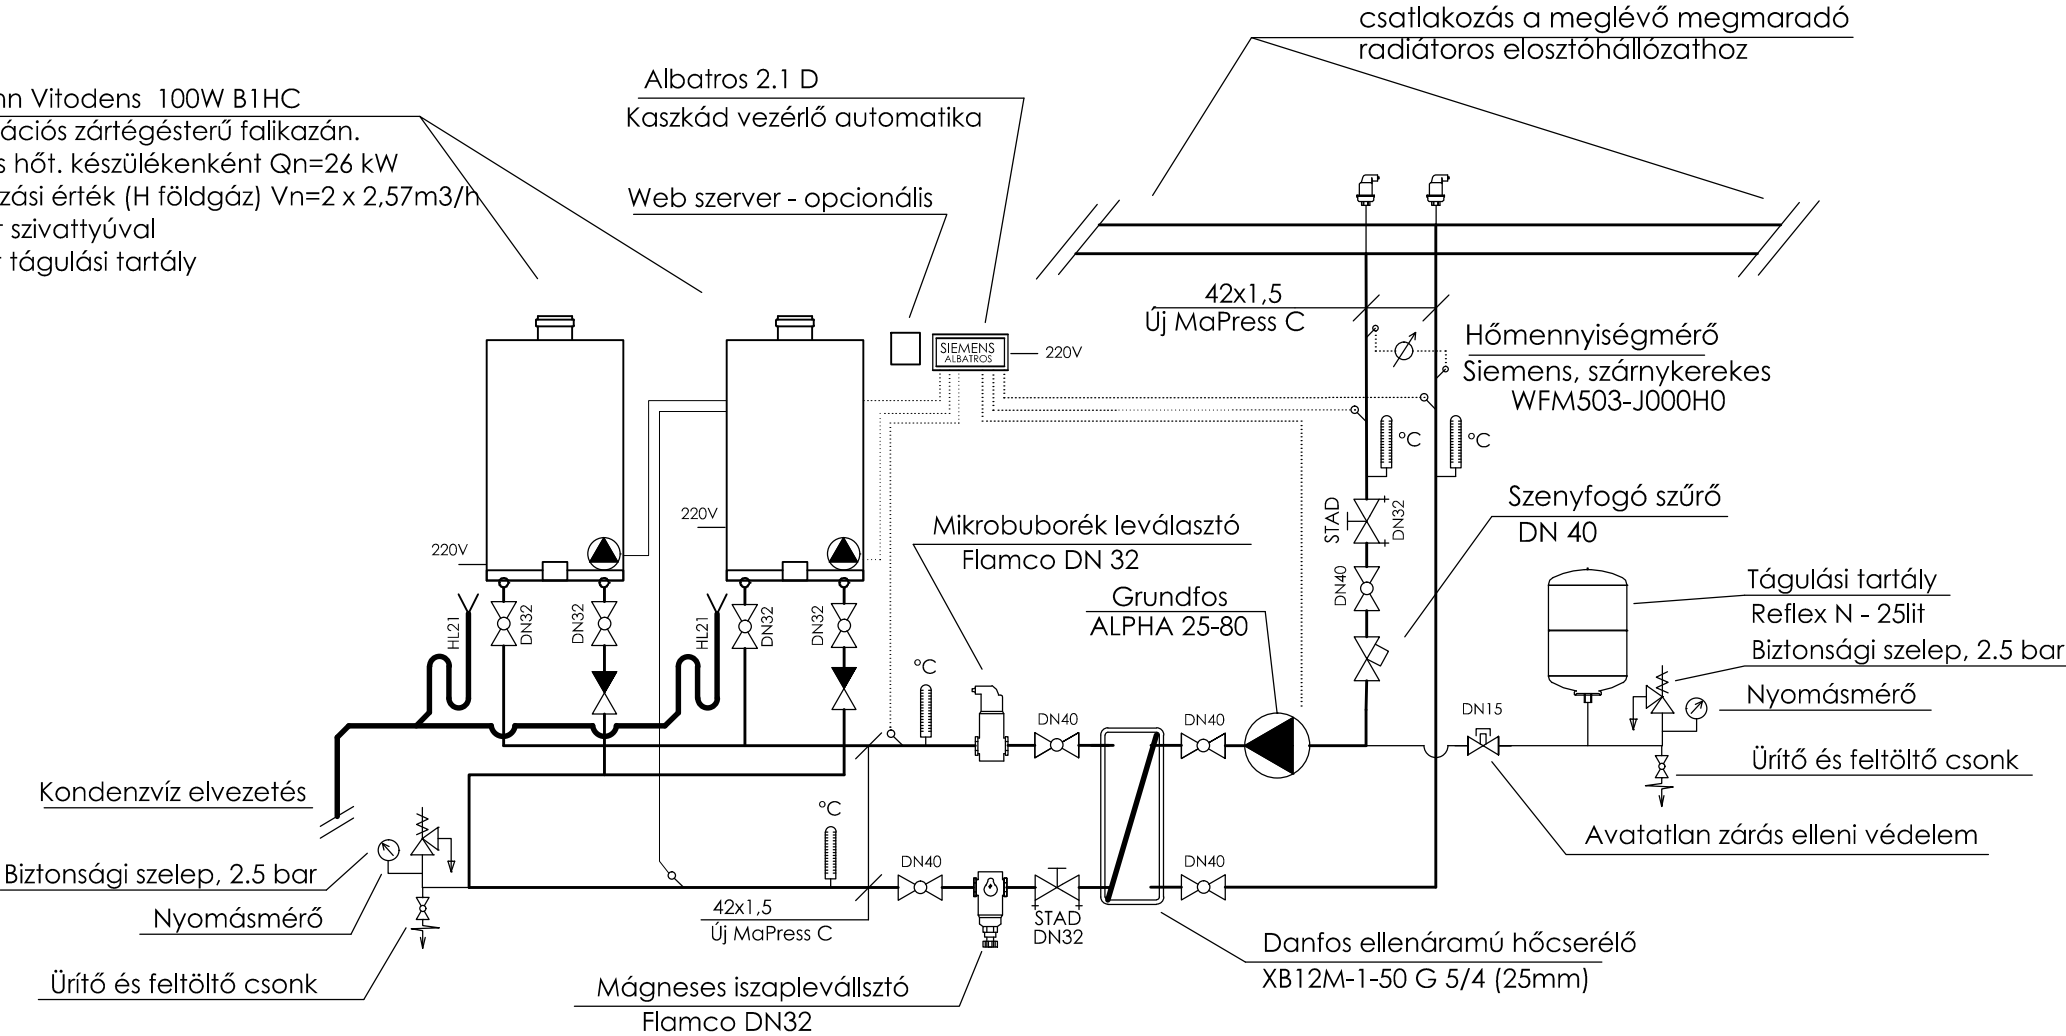 csatlakozás a meglévő megmaradó
radiátoros elosztóhállózathoz
nn Vitodens 100W B1HC
ációs zártégésterű falikazán.
s hőt. készülékenként Qn=26 kW
zási érték (H földgáz) Vn=2 x 2,57m3/h
szivattyúval
tágulási tartály
Albatros 2.1 D
Kaszkád vezérlő automatika
Web szerver - opcionális
SIEMENS
ALBATROS
220V
42x1,5
Új MaPress C
Hőmennyiségmérő
Siemens, szárnykerekes
WFM503-J000H0
°C
°C
220V
220V
Mikrobuborék leválasztó
Flamco DN 32
Grundfos
ALPHA 25-80
STAD
DN32
DN40
Szenyfogó szűrő
DN 40
Tágulási tartály
Reflex N - 25lit
Biztonsági szelep, 2.5 bar
Nyomásmérő
Ürítő és feltöltő csonk
Avatatlan zárás elleni védelem
DN15
HL21
DN32
DN32
HL21
DN32
DN32
°C
DN40
DN40
Kondenzvíz elvezetés
°C
Biztonsági szelep, 2.5 bar
Nyomásmérő
Ürítő és feltöltő csonk
DN40
DN40
42x1,5
Új MaPress C
STAD
DN32
Mágneses iszaplevállsztó
Flamco DN32
Danfos ellenáramú hőcserélő
XB12M-1-50 G 5/4 (25mm)